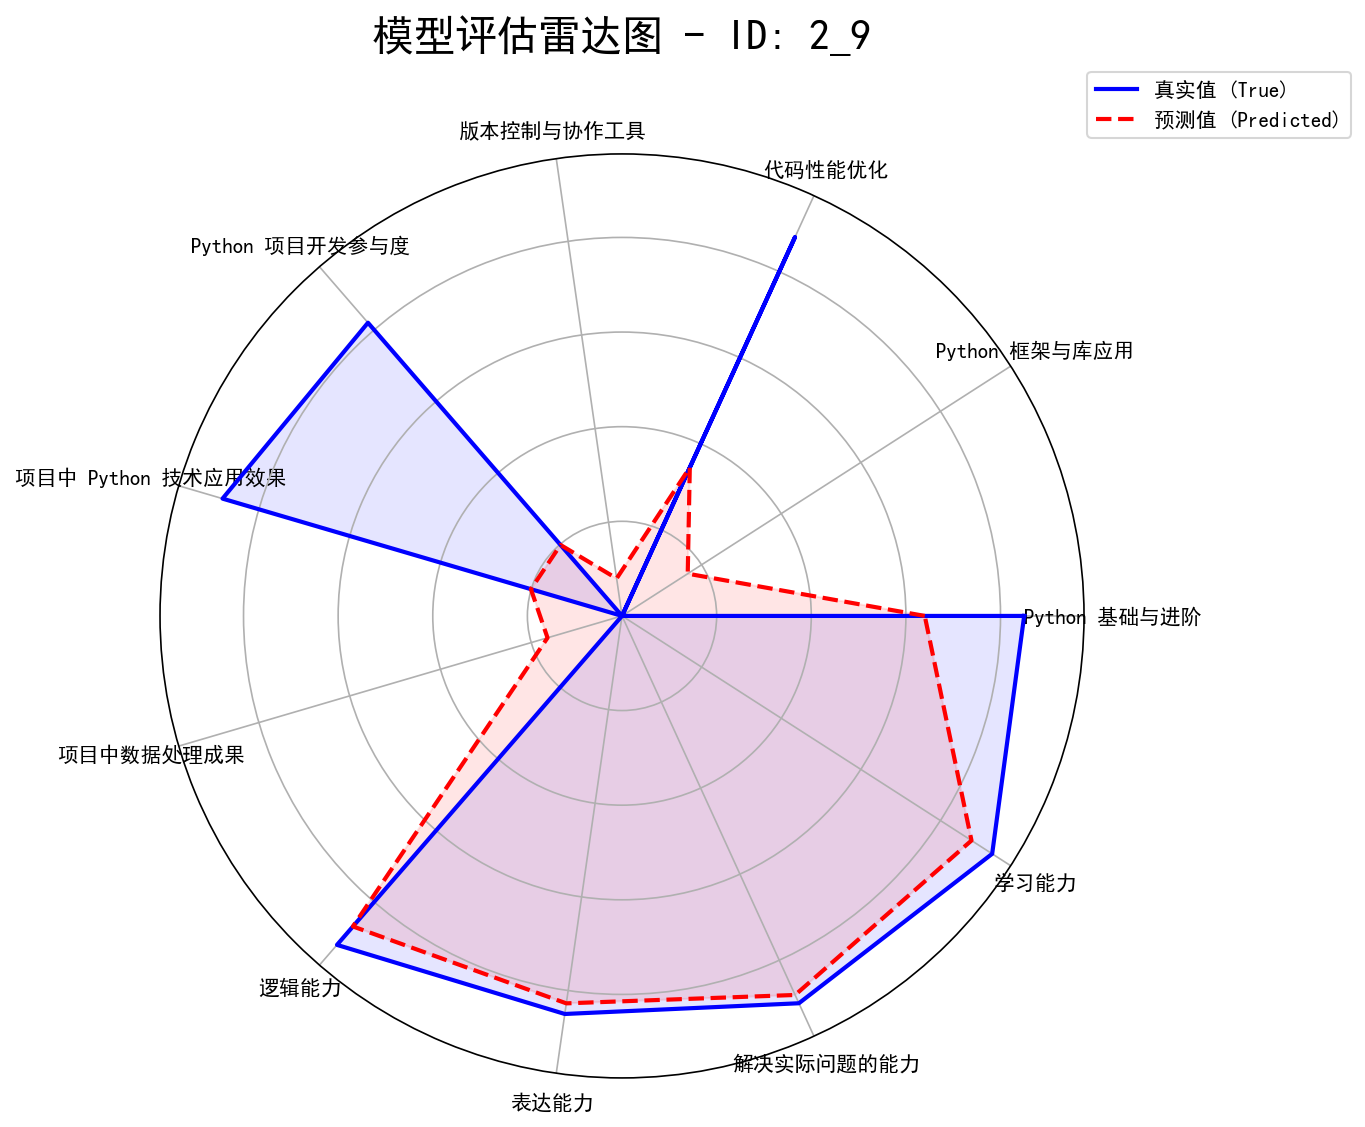 模型评估雷达图 - ID: 2_9
真实值 (True)
预测值 (Predicted)
版本控制与协作工具
代码性能优化
Python 项目开发参与度
Python 框架与库应用
项目中 Python 技术应用效果
Python 基础与进阶
项目中数据处理成果
学习能力
逻辑能力
解决实际问题的能力
表达能力